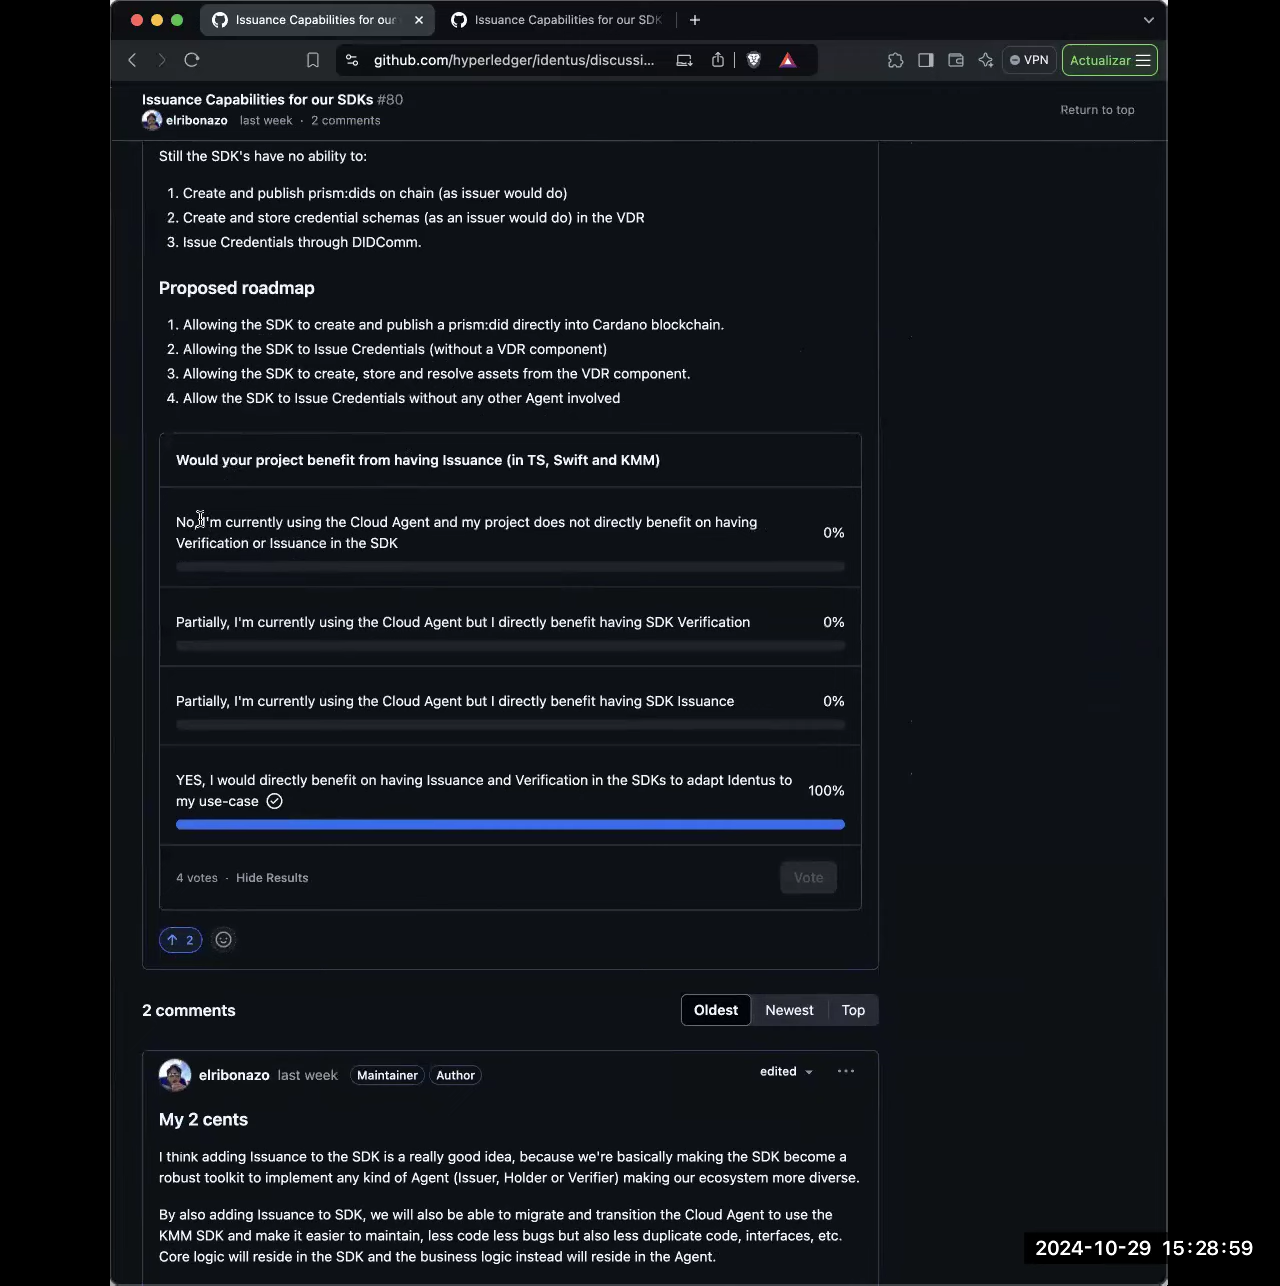 Issuance Capabilities for our
Issuance Capabilities for our SDK
github.com/hyperledger/identus/discussi...
VPN
Actualizar
Issuance Capabilities for our SDKs #80
elribonazo last week · 2 comments
Return to top
Still the SDK's have no ability to:
1. Create and publish prism:dids on chain (as issuer would do)
2. Create and store credential schemas (as an issuer would do) in the VDR
3. Issue Credentials through DIDComm.
Proposed roadmap
1. Allowing the SDK to create and publish a prism:did directly into Cardano blockchain.
2. Allowing the SDK to Issue Credentials (without a VDR component)
3. Allowing the SDK to create, store and resolve assets from the VDR component.
4. Allow the SDK to Issue Credentials without any other Agent involved
Would your project benefit from having Issuance (in TS, Swift and KMM)
No, I'm currently using the Cloud Agent and my project does not directly benefit on having
Verification or Issuance in the SDK
0%
Partially, I'm currently using the Cloud Agent but I directly benefit having SDK Verification 0%
Partially, I'm currently using the Cloud Agent but I directly benefit having SDK Issuance 0%
YES, I would directly benefit on having Issuance and Verification in the SDKs to adapt Identus to
my use-case
100%
4 votes · Hide Results
Vote
2
2 comments
Oldest Newest Top
elribonazo last week Maintainer Author
edited
My 2 cents
I think adding Issuance to the SDK is a really good idea, because we're basically making the SDK become a
robust toolkit to implement any kind of Agent (Issuer, Holder or Verifier) making our ecosystem more diverse.
By also adding Issuance to SDK, we will also be able to migrate and transition the Cloud Agent to use the
KMM SDK and make it easier to maintain, less code less bugs but also less duplicate code, interfaces, etc.
Core logic will reside in the SDK and the business logic instead will reside in the Agent.
2024-10-29 15:28:59